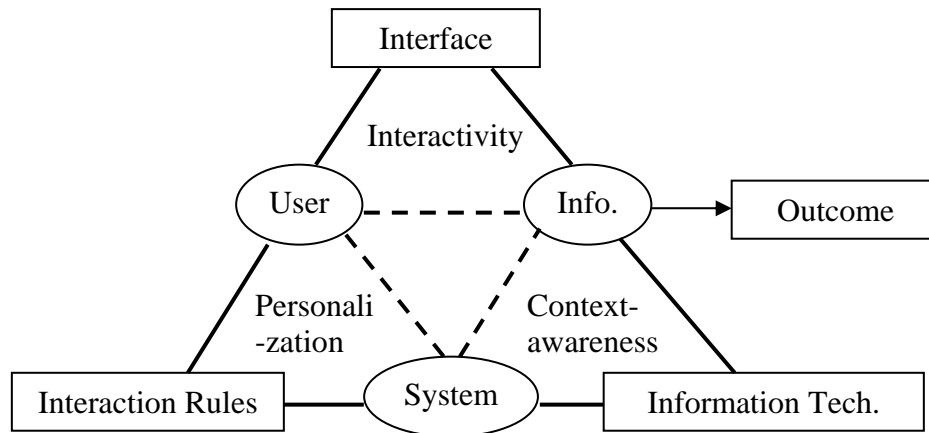 Interface
Interactivity
User
Info.
Outcome
Personali
-zation
Context-
awareness
System
Interaction Rules
Information Tech.